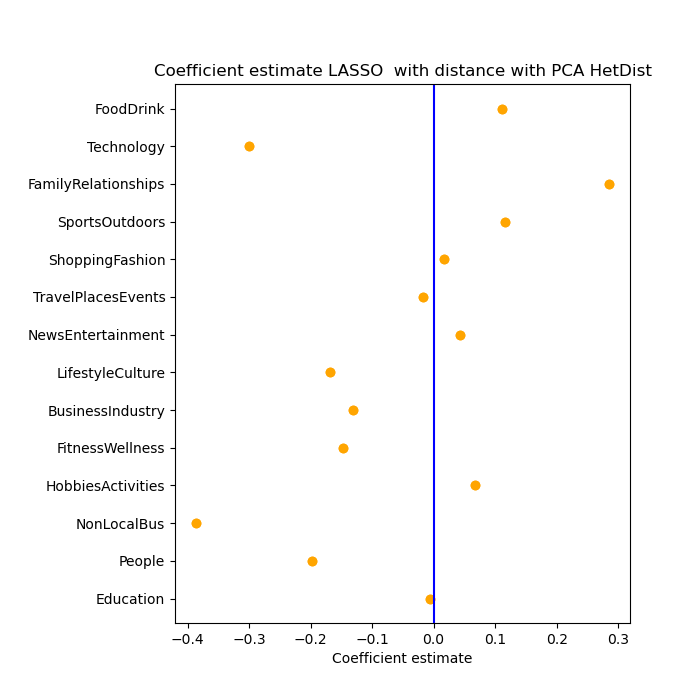 Coefficient estimate LASSO  with distance with PCA HetDist
FoodDrink
Technology
FamilyRelationships
SportsOutdoors
ShoppingFashion
TravelPlacesEvents
NewsEntertainment
LifestyleCulture
BusinessIndustry
FitnessWellness
HobbiesActivities
NonLocalBus
People
Education
−0.4 −0.3 −0.2 −0.1 0.0 0.1 0.2 0.3
Coefficient estimate